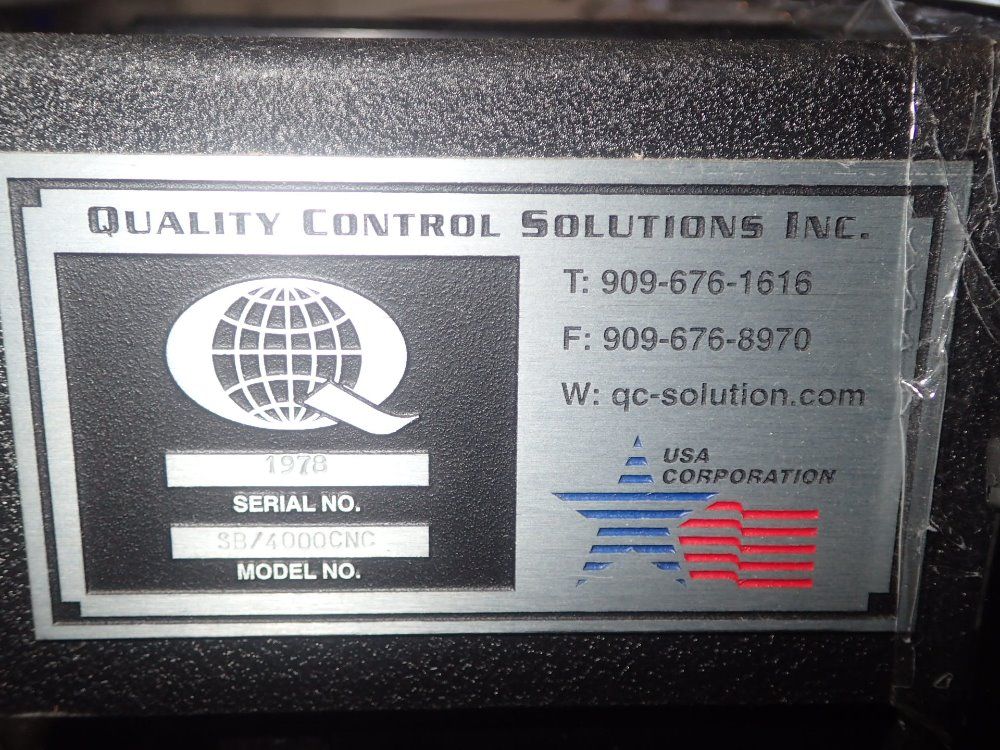 QUALITY CONTROL SOLUTIONS INC.
T: 909-676-1616
F: 909-676-8970
W: qc-solution.com
USA
CORPORATION
1978
SERIAL NO.
SB/4000CNC
MODEL NO.